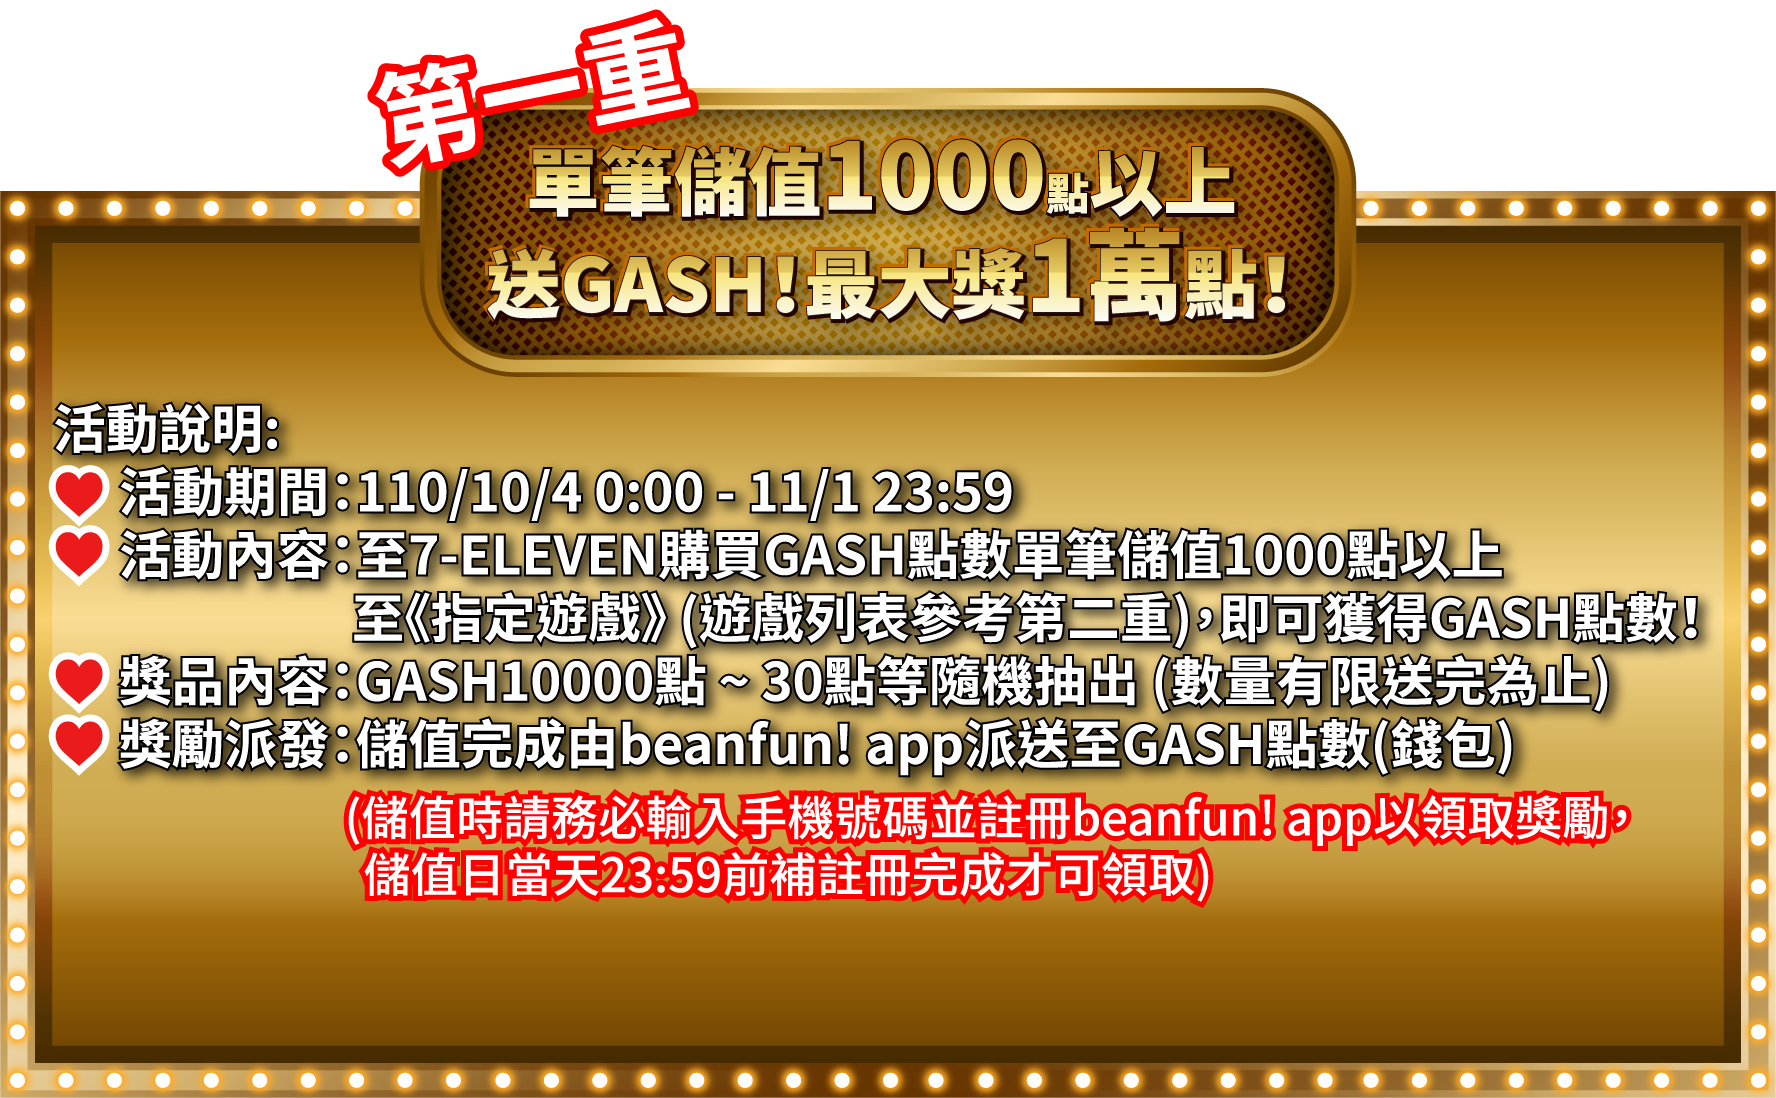 第一重
單筆儲值1000點以上
送GASH!最大獎1萬點!
活動說明:
活動期間:110/10/4 0:00 - 11/1 23:59
活動內容:至7-ELEVEN購買GASH點數單筆儲值1000點以上
至《指定遊戲》(遊戲列表參考第二重),即可獲得GASH點數!
獎品內容:GASH10000點 ~ 30點等隨機抽出 (數量有限送完為止)
獎勵派發:儲值完成由beanfun! app派送至GASH點數(錢包)
(儲值時請務必輸入手機號碼並註冊beanfun! app以領取獎勵,
儲值日當天23:59前補註冊完成才可領取)